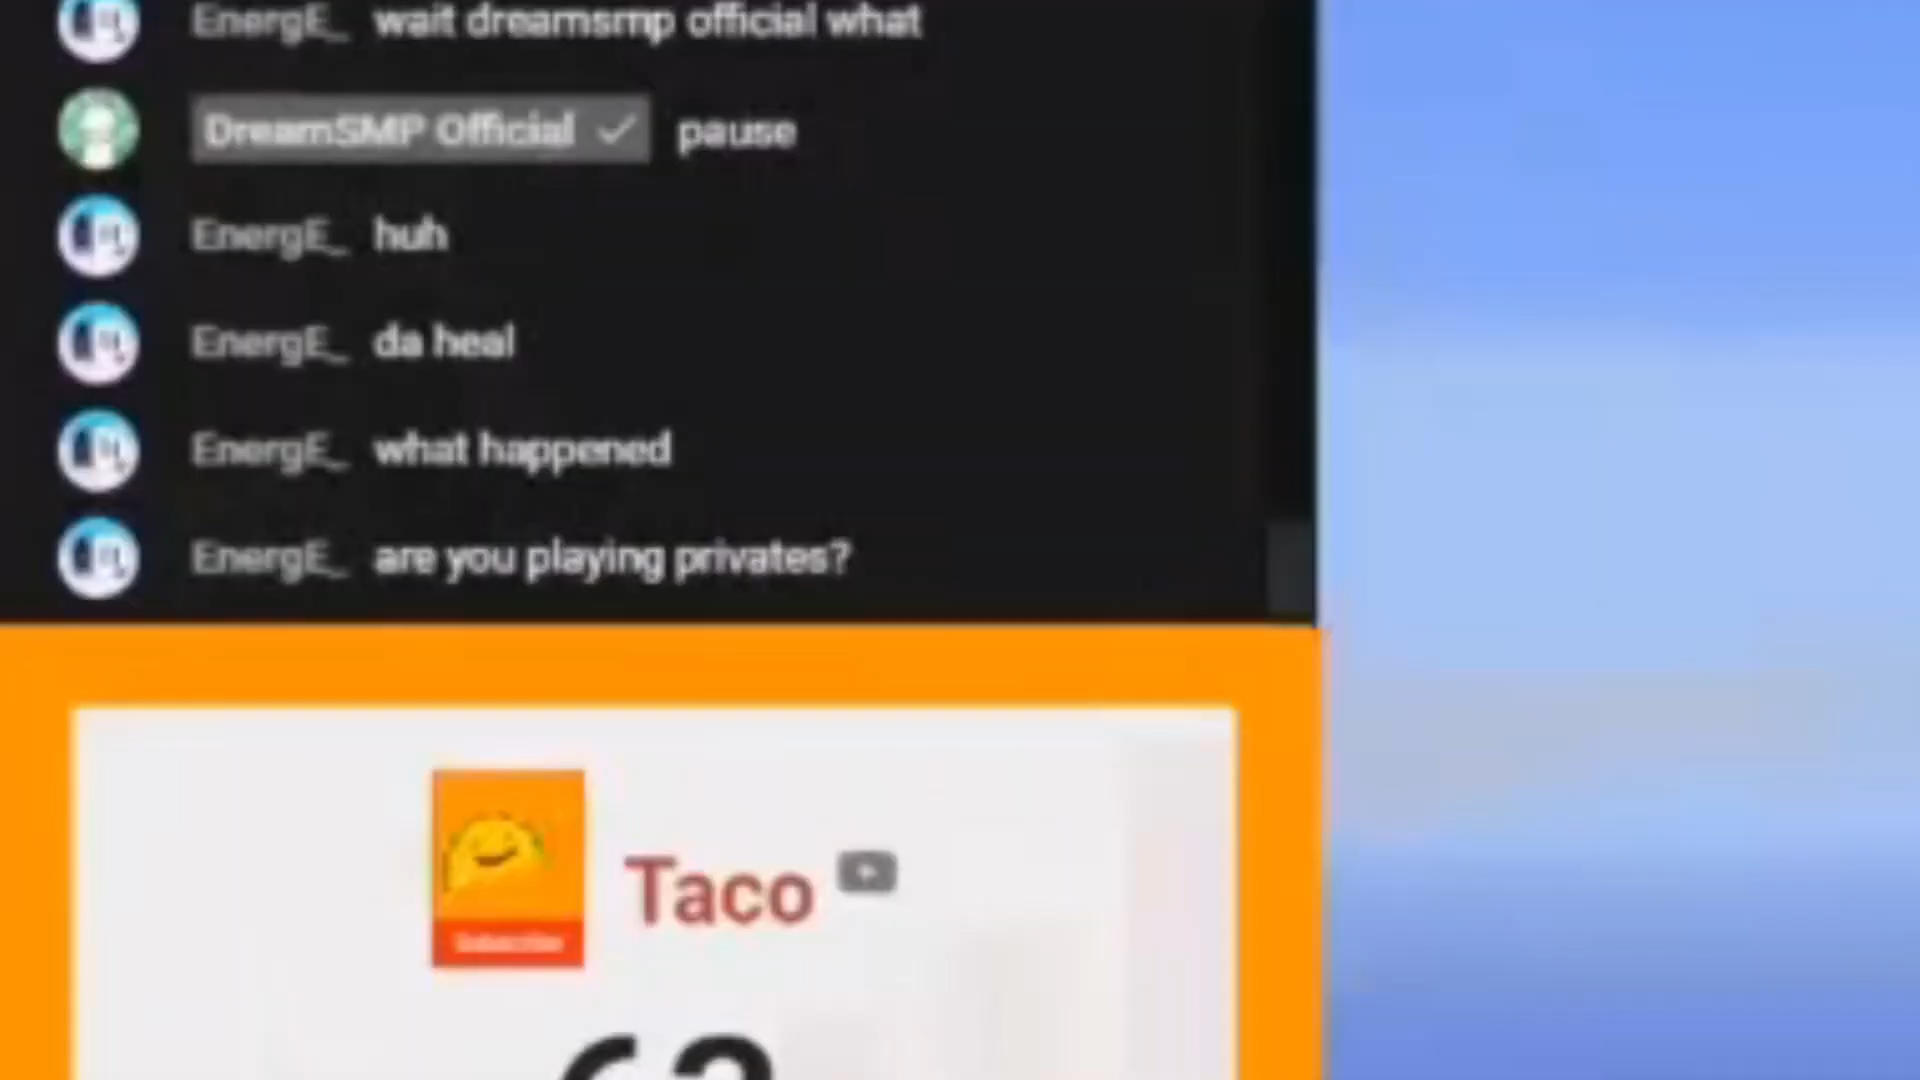 EnergE_ wait dreamsmp official what
DreamSMP Official ✓ pause
EnergE_ huh
EnergE_ da heal
EnergE_ what happened
EnergE_ are you playing privates?
Taco
Subscribe